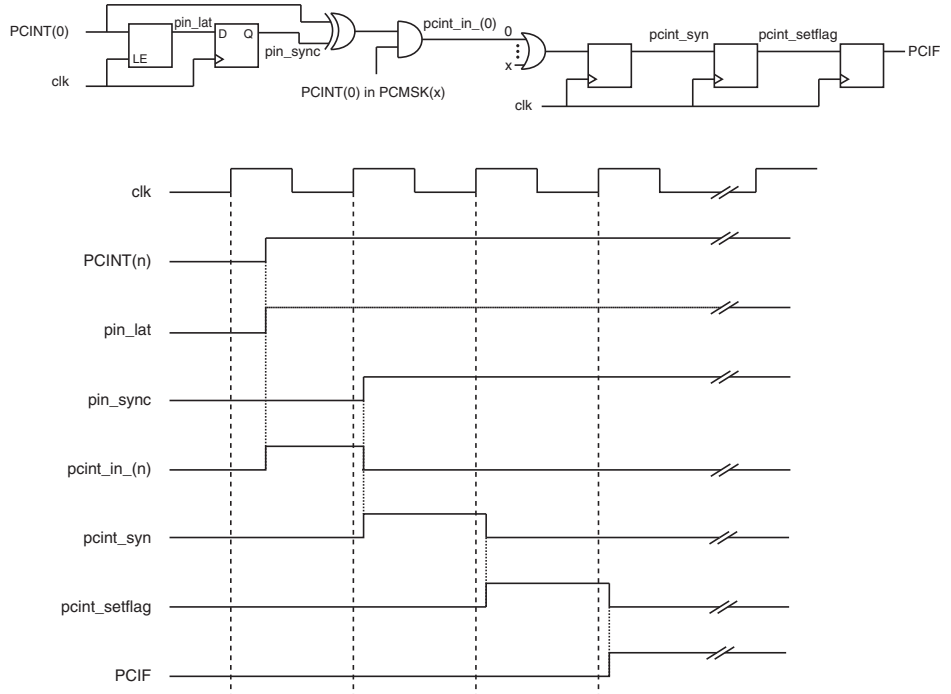 PCINT(0)
clk
LE
pin_lat
D Q
pin_sync
PCINT(0) in PCMSK(x)
pcint_in_(0)
0
x
clk
pcint_syn
pcint_setflag
PCIF
clk
PCINT(n)
pin_lat
pin_sync
pcint_in_(n)
pcint_syn
pcint_setflag
PCIF